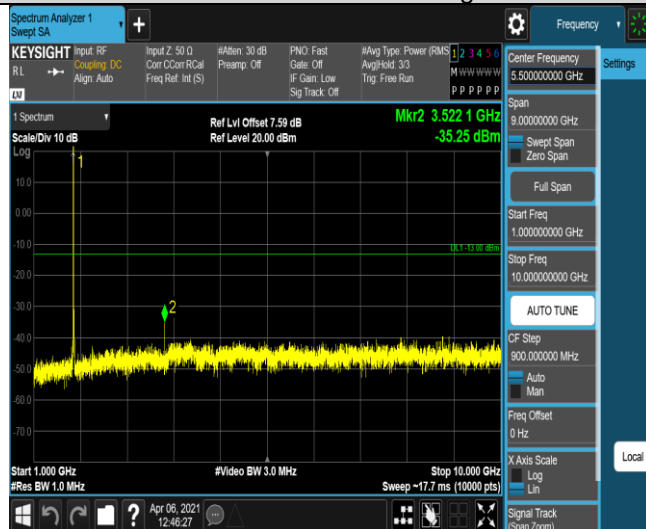 Spectrum Analyzer 1
Swept SA
Frequency
KEYSIGHT
RL
LXI
Input: RF
Coupling: DC
Align: Auto
Input Z: 50 Ω
Corr CCorr RCal
Freq Ref: Int (S)
#Atten: 30 dB
Preamp: Off
PNO: Fast
Gate: Off
IF Gain: Low
Sig Track: Off
#Avg Type: Power (RMS
Avg|Hold: 3/3
Trig: Free Run
1 2 3 4 5 6
M W W W W W
P P P P P P
1 Spectrum
Scale/Div 10 dB
Ref Lvl Offset 7.59 dB
Ref Level 20.00 dBm
Mkr2 3.522 1 GHz
-35.25 dBm
Log
1
10.0
0.00
-10.0
DL1 -13.00 dBm
-20.0
-30.0
2
-40.0
-50.0
-60.0
-70.0
Start 1.000 GHz
#Res BW 1.0 MHz
#Video BW 3.0 MHz
Stop 10.000 GHz
Sweep ~17.7 ms (10000 pts)
?
Apr 06, 2021
12:46:27
Center Frequency
5.500000000 GHz
Span
9.00000000 GHz
Swept Span
Zero Span
Full Span
Start Freq
1.000000000 GHz
Stop Freq
10.000000000 GHz
AUTO TUNE
CF Step
900.000000 MHz
Auto
Man
Freq Offset
0 Hz
X Axis Scale
Log
Lin
Signal Track
(Span Zoom)
Settings
Local